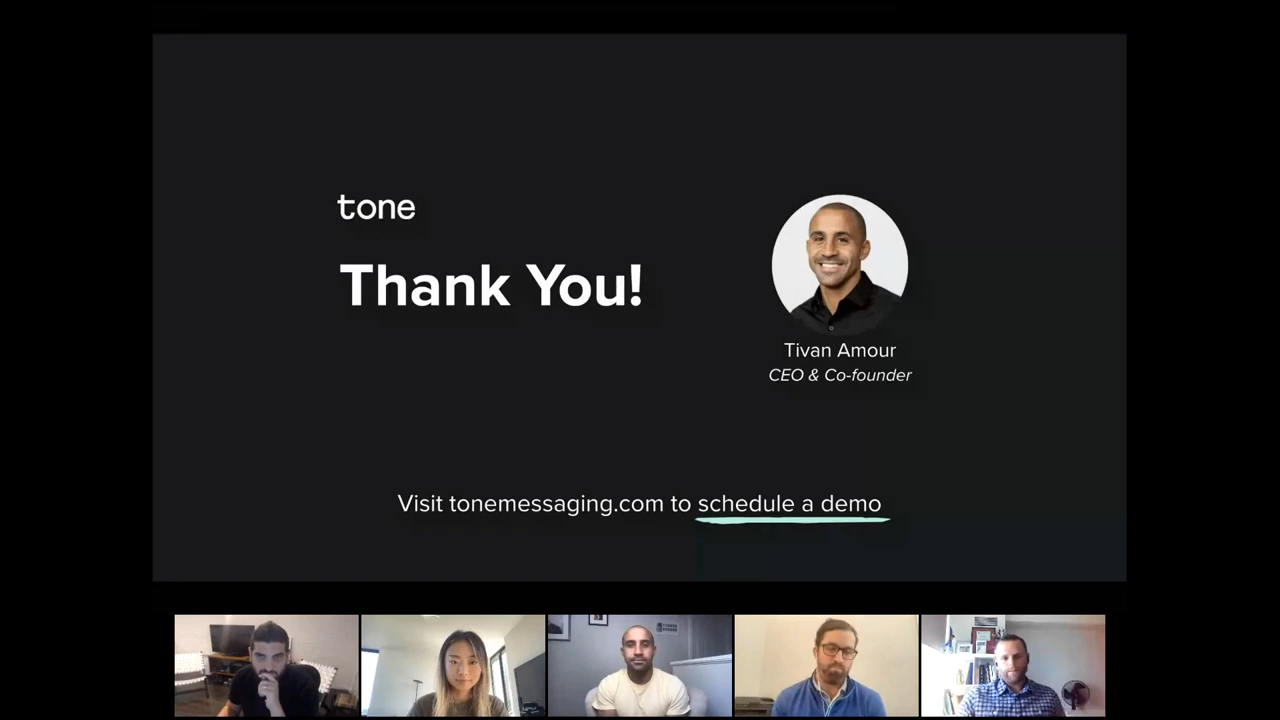 tone
Thank You!
Tivan Amour
CEO & Co-founder
Visit tonemessaging.com to schedule a demo